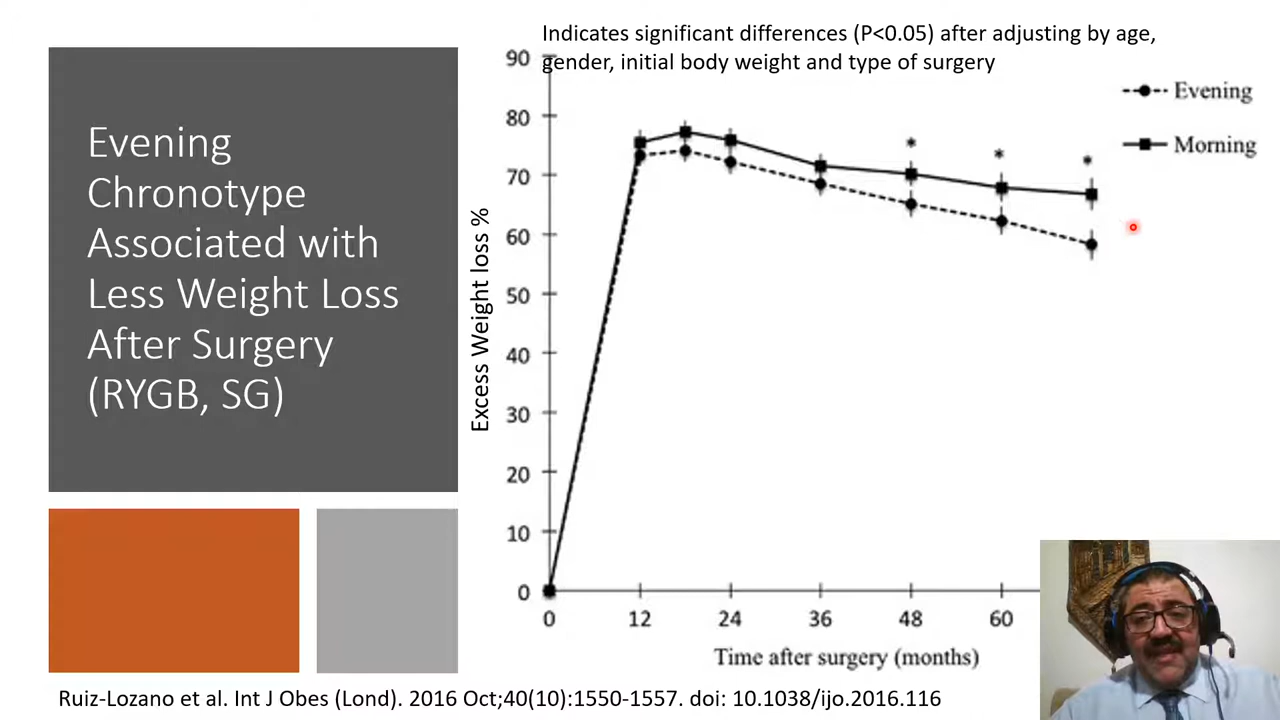 Indicates significant differences (P<0.05) after adjusting by age,
gender, initial body weight and type of surgery
Evening
Chronotype
Associated with
Less Weight Loss
After Surgery
(RYGB, SG)
Excess Weight loss %
90
80
70
60
50
40
30
20
10
0
* * *
Evening
Morning
0 12 24 36 48 60
Time after surgery (months)
Ruiz-Lozano et al. Int J Obes (Lond). 2016 Oct;40(10):1550-1557. doi: 10.1038/ijo.2016.116